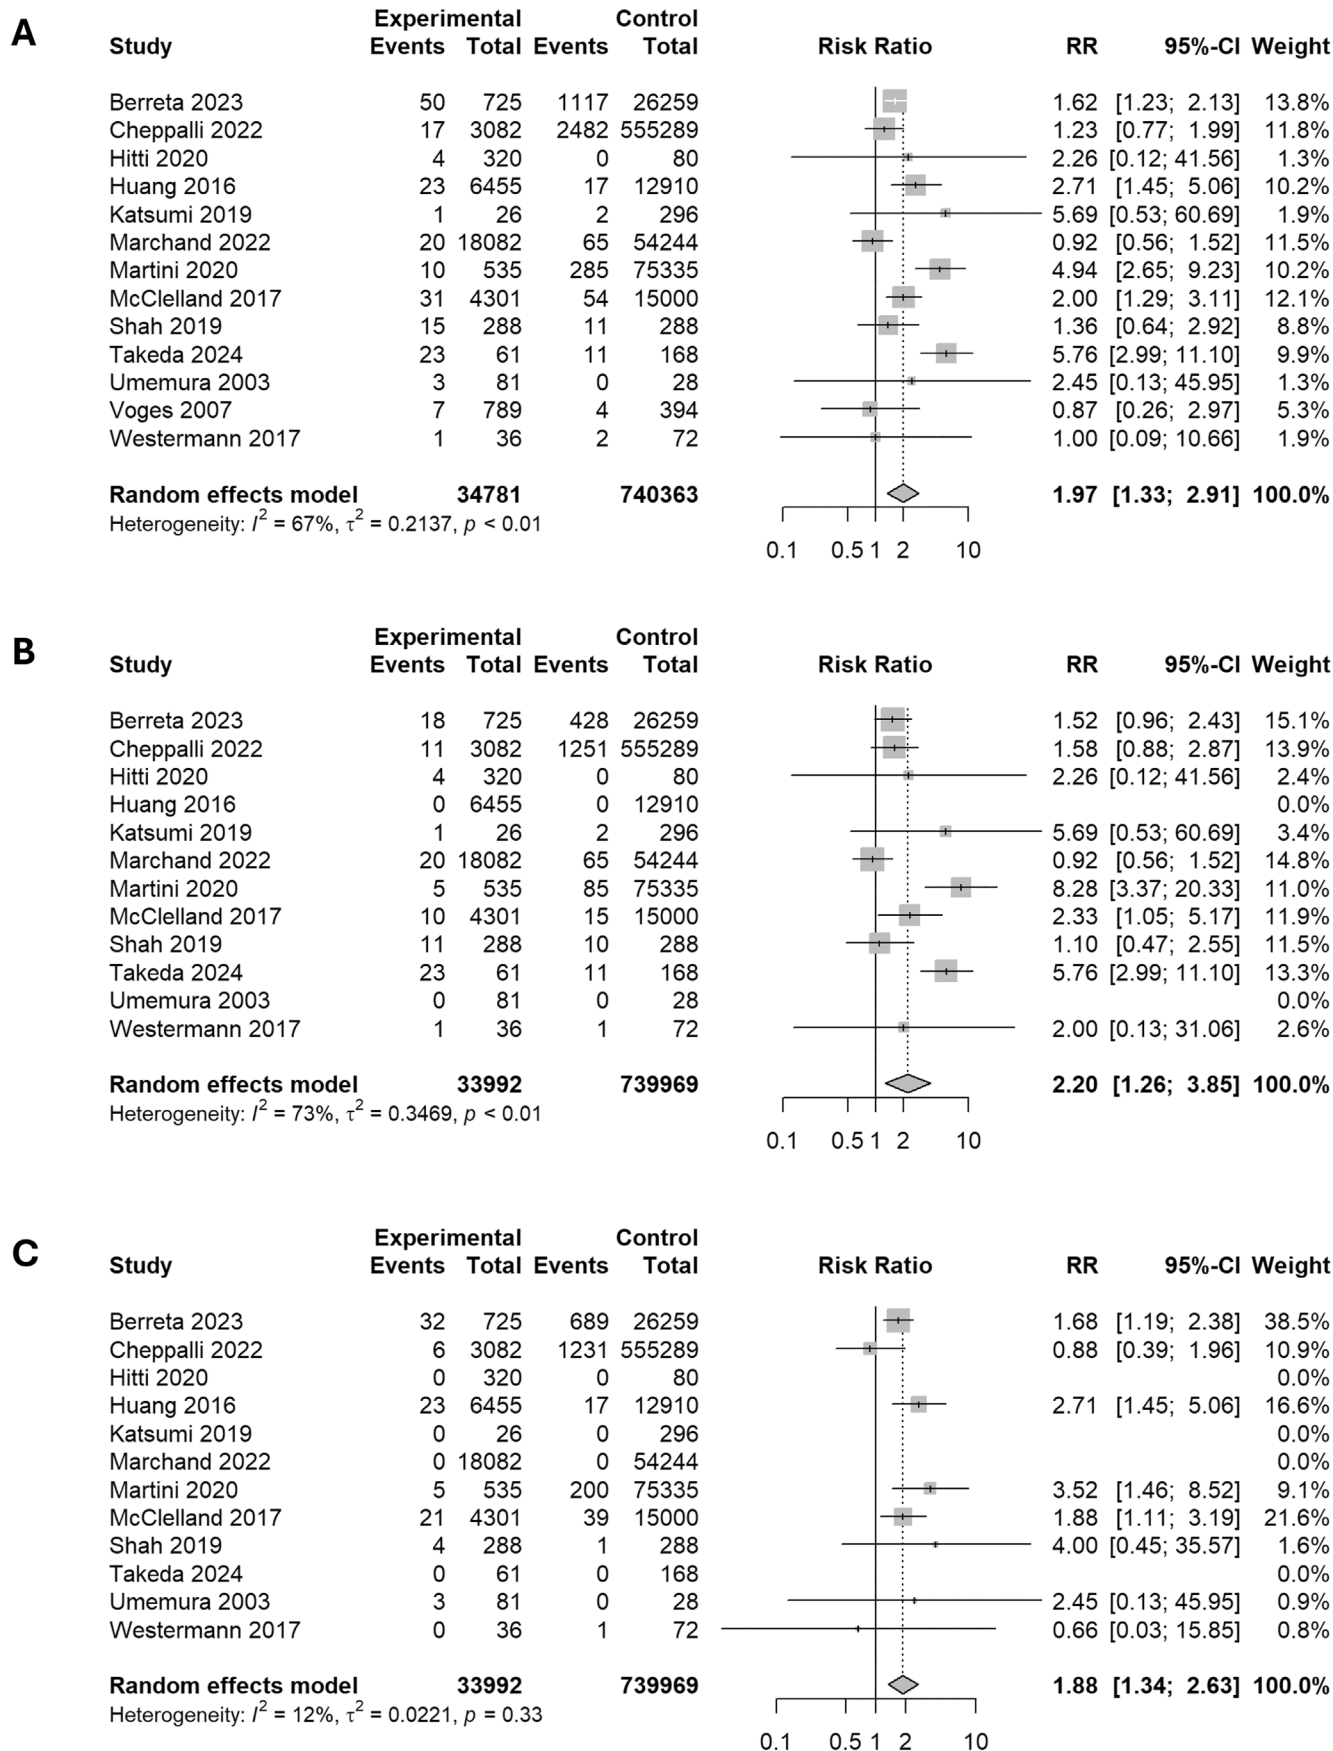 A
Experimental Control
Study Events Total Events Total Risk Ratio RR 95%-CI Weight
Berreta 2023 50 725 1117 26259 1.62 [1.23; 2.13] 13.8%
Cheppalli 2022 17 3082 2482 555289 1.23 [0.77; 1.99] 11.8%
Hitti 2020 4 320 0 80 2.26 [0.12; 41.56] 1.3%
Huang 2016 23 6455 17 12910 2.71 [1.45; 5.06] 10.2%
Katsumi 2019 1 26 2 296 5.69 [0.53; 60.69] 1.9%
Marchand 2022 20 18082 65 54244 0.92 [0.56; 1.52] 11.5%
Martini 2020 10 535 285 75335 4.94 [2.65; 9.23] 10.2%
McClelland 2017 31 4301 54 15000 2.00 [1.29; 3.11] 12.1%
Shah 2019 15 288 11 288 1.36 [0.64; 2.92] 8.8%
Takeda 2024 23 61 11 168 5.76 [2.99; 11.10] 9.9%
Umemura 2003 3 81 0 28 2.45 [0.13; 45.95] 1.3%
Voges 2007 7 789 4 394 0.87 [0.26; 2.97] 5.3%
Westermann 2017 1 36 2 72 1.00 [0.09; 10.66] 1.9%
Random effects model 34781 740363 1.97 [1.33; 2.91] 100.0%
Heterogeneity: I² = 67%, τ² = 0.2137, p < 0.01
0.1 0.5 1 2 10
B
Experimental Control
Study Events Total Events Total Risk Ratio RR 95%-CI Weight
Berreta 2023 18 725 428 26259 1.52 [0.96; 2.43] 15.1%
Cheppalli 2022 11 3082 1251 555289 1.58 [0.88; 2.87] 13.9%
Hitti 2020 4 320 0 80 2.26 [0.12; 41.56] 2.4%
Huang 2016 0 6455 0 12910 0.0%
Katsumi 2019 1 26 2 296 5.69 [0.53; 60.69] 3.4%
Marchand 2022 20 18082 65 54244 0.92 [0.56; 1.52] 14.8%
Martini 2020 5 535 85 75335 8.28 [3.37; 20.33] 11.0%
McClelland 2017 10 4301 15 15000 2.33 [1.05; 5.17] 11.9%
Shah 2019 11 288 10 288 1.10 [0.47; 2.55] 11.5%
Takeda 2024 23 61 11 168 5.76 [2.99; 11.10] 13.3%
Umemura 2003 0 81 0 28 0.0%
Westermann 2017 1 36 1 72 2.00 [0.13; 31.06] 2.6%
Random effects model 33992 739969 2.20 [1.26; 3.85] 100.0%
Heterogeneity: I² = 73%, τ² = 0.3469, p < 0.01
0.1 0.5 1 2 10
C
Experimental Control
Study Events Total Events Total Risk Ratio RR 95%-CI Weight
Berreta 2023 32 725 689 26259 1.68 [1.19; 2.38] 38.5%
Cheppalli 2022 6 3082 1231 555289 0.88 [0.39; 1.96] 10.9%
Hitti 2020 0 320 0 80 0.0%
Huang 2016 23 6455 17 12910 2.71 [1.45; 5.06] 16.6%
Katsumi 2019 0 26 0 296 0.0%
Marchand 2022 0 18082 0 54244 0.0%
Martini 2020 5 535 200 75335 3.52 [1.46; 8.52] 9.1%
McClelland 2017 21 4301 39 15000 1.88 [1.11; 3.19] 21.6%
Shah 2019 4 288 1 288 4.00 [0.45; 35.57] 1.6%
Takeda 2024 0 61 0 168 0.0%
Umemura 2003 3 81 0 28 2.45 [0.13; 45.95] 0.9%
Westermann 2017 0 36 1 72 0.66 [0.03; 15.85] 0.8%
Random effects model 33992 739969 1.88 [1.34; 2.63] 100.0%
Heterogeneity: I² = 12%, τ² = 0.0221, p = 0.33
0.1 0.5 1 2 10